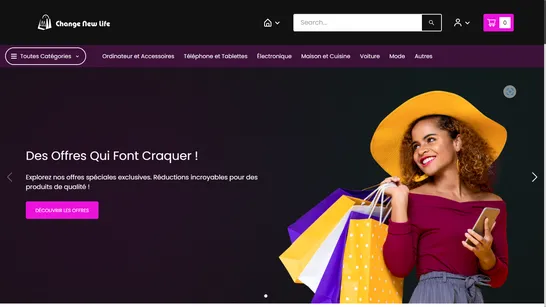 Change New Life
Search...
0
Toutes Catégories
Ordinateur et Accessoires Téléphone et Tablettes Électronique Maison et Cuisine Voiture Mode Autres
Des Offres Qui Font Craquer !
Explorez nos offres spéciales exclusives. Réductions incroyables pour des
produits de qualité !
DÉCOUVRIR LES OFFRES